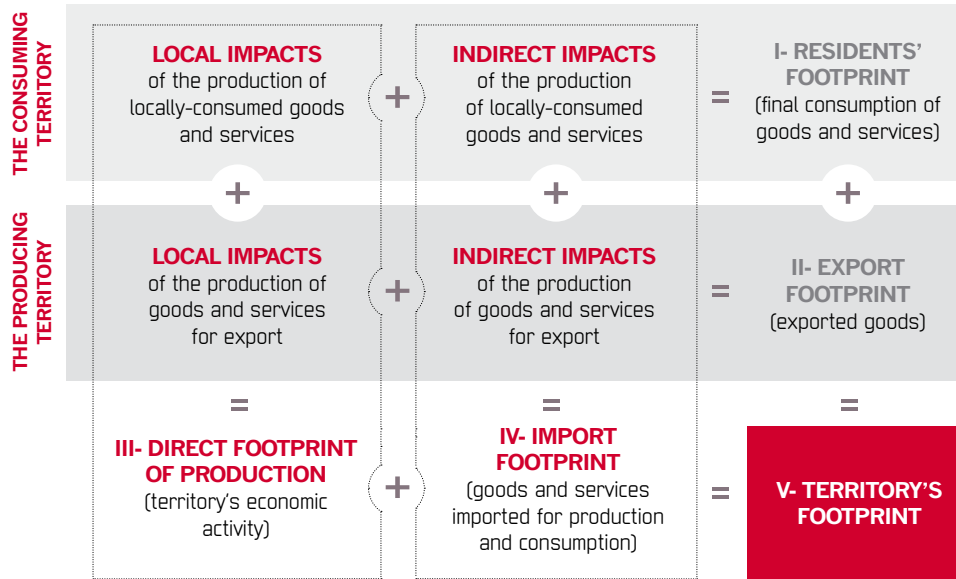 THE CONSUMING
TERRITORY
LOCAL IMPACTS
of the production of
locally-consumed goods
and services
+
INDIRECT IMPACTS
of the production
of locally-consumed
goods and services
=
I- RESIDENTS'
FOOTPRINT
(final consumption of
goods and services)
+
+
+
THE PRODUCING
TERRITORY
LOCAL IMPACTS
of the production of
goods and services
for export
+
INDIRECT IMPACTS
of the production
of goods and services
for export
=
II- EXPORT
FOOTPRINT
(exported goods)
=
=
=
III- DIRECT FOOTPRINT
OF PRODUCTION
(territory's economic
activity)
+
IV- IMPORT
FOOTPRINT
(goods and services
imported for production
and consumption)
=
V- TERRITORY'S
FOOTPRINT